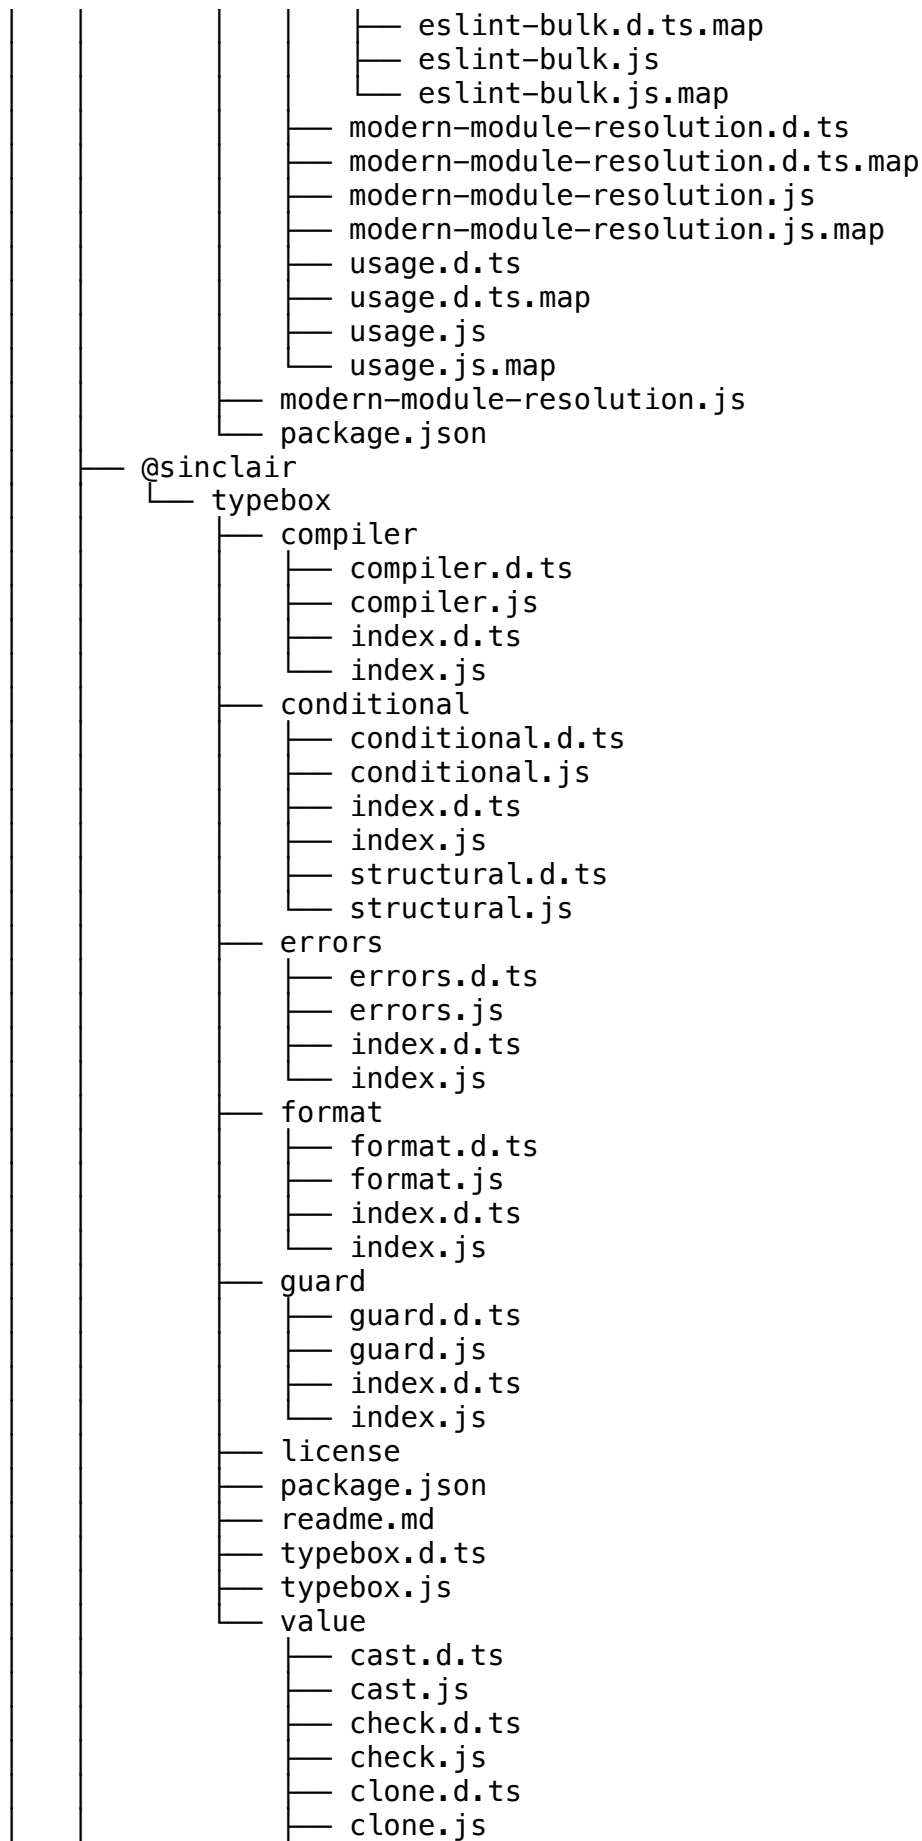 │   │       │   │   ├── eslint-bulk.d.ts.map
│   │       │   │   ├── eslint-bulk.js
│   │       │   │   └── eslint-bulk.js.map
│   │       │   ├── modern-module-resolution.d.ts
│   │       │   ├── modern-module-resolution.d.ts.map
│   │       │   ├── modern-module-resolution.js
│   │       │   ├── modern-module-resolution.js.map
│   │       │   ├── usage.d.ts
│   │       │   ├── usage.d.ts.map
│   │       │   ├── usage.js
│   │       │   └── usage.js.map
│   │       ├── modern-module-resolution.js
│   │       └── package.json
│   ├── @sinclair
│   │   └── typebox
│   │       ├── compiler
│   │       │   ├── compiler.d.ts
│   │       │   ├── compiler.js
│   │       │   ├── index.d.ts
│   │       │   └── index.js
│   │       ├── conditional
│   │       │   ├── conditional.d.ts
│   │       │   ├── conditional.js
│   │       │   ├── index.d.ts
│   │       │   ├── index.js
│   │       │   ├── structural.d.ts
│   │       │   └── structural.js
│   │       ├── errors
│   │       │   ├── errors.d.ts
│   │       │   ├── errors.js
│   │       │   ├── index.d.ts
│   │       │   └── index.js
│   │       ├── format
│   │       │   ├── format.d.ts
│   │       │   ├── format.js
│   │       │   ├── index.d.ts
│   │       │   └── index.js
│   │       ├── guard
│   │       │   ├── guard.d.ts
│   │       │   ├── guard.js
│   │       │   ├── index.d.ts
│   │       │   └── index.js
│   │       ├── license
│   │       ├── package.json
│   │       ├── readme.md
│   │       ├── typebox.d.ts
│   │       ├── typebox.js
│   │       └── value
│   │           ├── cast.d.ts
│   │           ├── cast.js
│   │           ├── check.d.ts
│   │           ├── check.js
│   │           ├── clone.d.ts
│   │           ├── clone.js